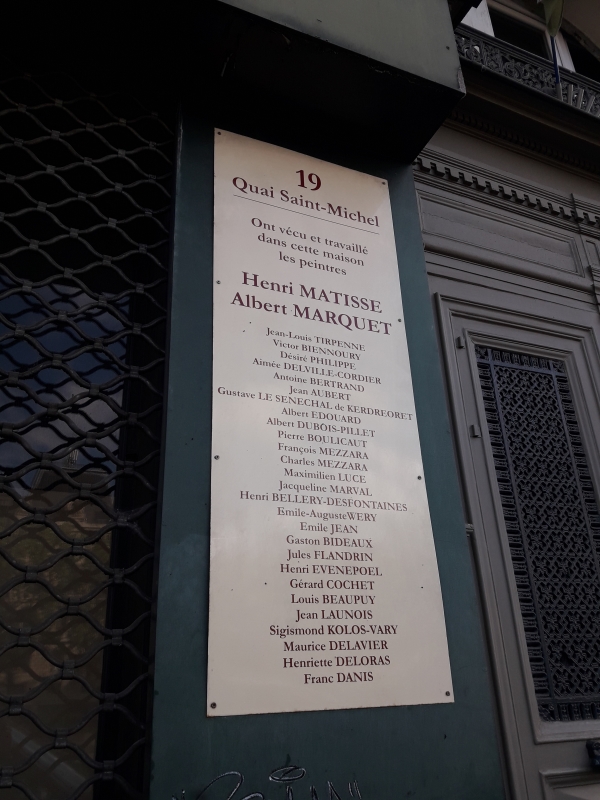 19
Quai Saint-Michel
Ont vécu et travaillé
dans cette maison
les peintres
Henri MATISSE
Albert MARQUET
Jean-Louis TIRPENNE
Victor BIENNOURY
Désiré PHILIPPE
Aimée DELVILLE-CORDIER
Antoine BERTRAND
Jean AUBERT
Gustave LE SENECHAL de KERDREORET
Albert EDOUARD
Albert DUBOIS-PILLET
Pierre BOULICAUT
François MEZZARA
Charles MEZZARA
Maximilien LUCE
Jacqueline MARVAL
Henri BELLERY-DESFONTAINES
Emile-AugusteWERY
Emile JEAN
Gaston BIDEAUX
Jules FLANDRIN
Henri EVENEPOEL
Gérard COCHET
Louis BEAUPUY
Jean LAUNOIS
Sigismond KOLOS-VARY
Maurice DELAVIER
Henriette DELORAS
Franc DANIS